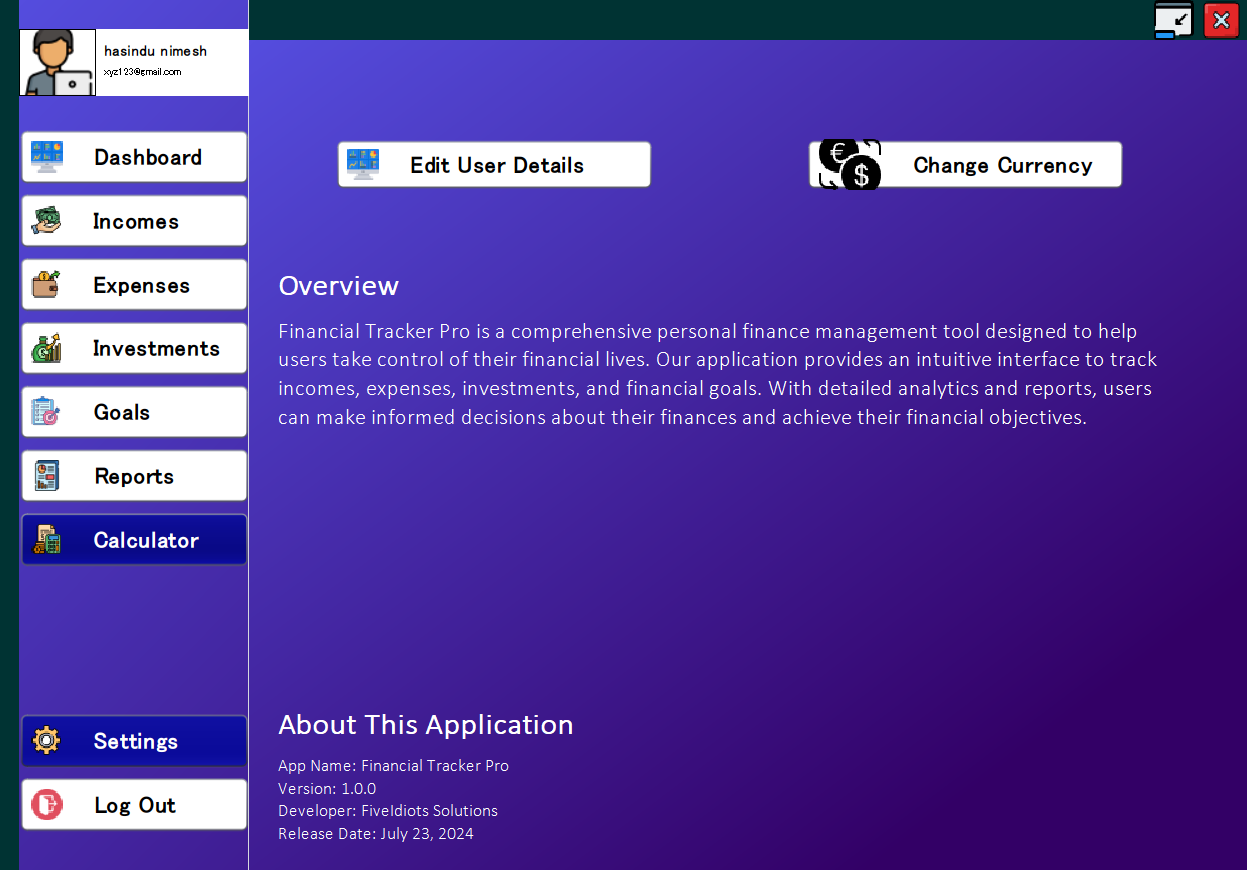 hasindu nimesh
xyz123@gmail.com
Dashboard
Incomes
Expenses
Investments
Goals
Reports
Calculator
Settings
Log Out
Edit User Details
Change Currency
Overview
Financial Tracker Pro is a comprehensive personal finance management tool designed to help
users take control of their financial lives. Our application provides an intuitive interface to track
incomes, expenses, investments, and financial goals. With detailed analytics and reports, users
can make informed decisions about their finances and achieve their financial objectives.
About This Application
App Name: Financial Tracker Pro
Version: 1.0.0
Developer: FiveIdiots Solutions
Release Date: July 23, 2024